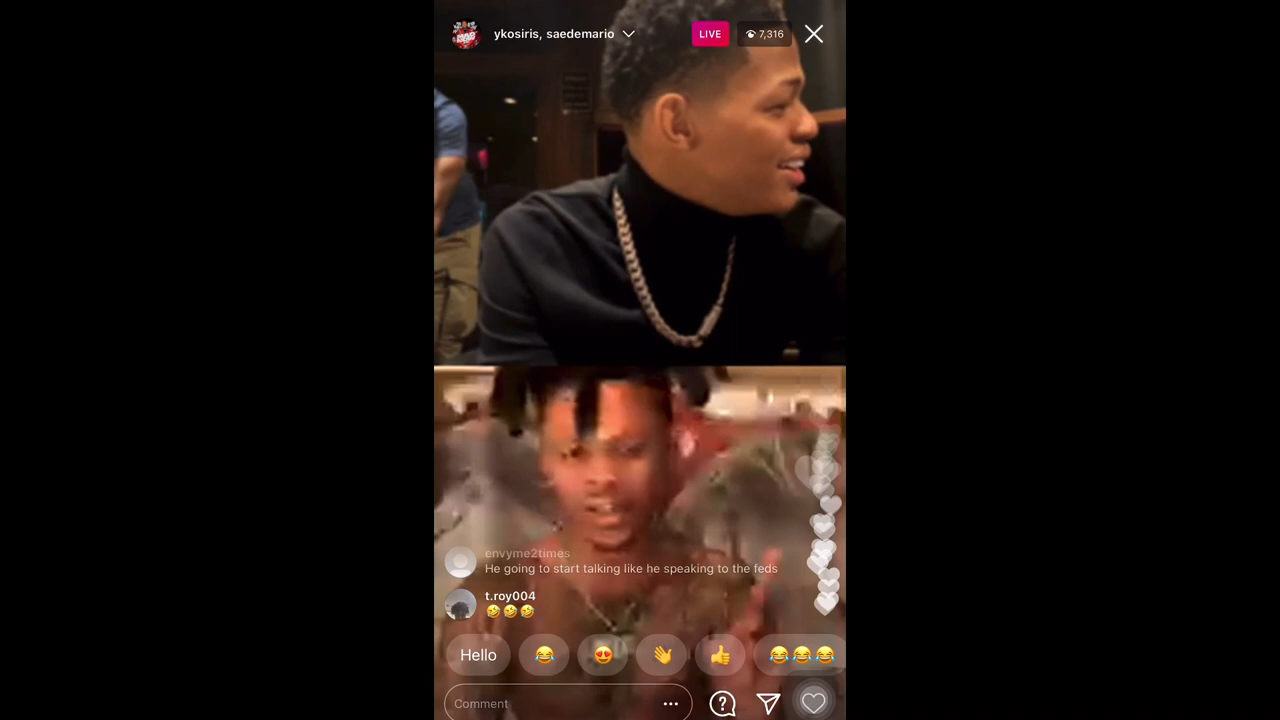 ykosiris, saedemario
LIVE
7,316
envyme2times
He going to start talking like he speaking to the feds
t.roy004
🤣🤣🤣
Hello
😂 😍 👋 👍 😂😂😂
Comment